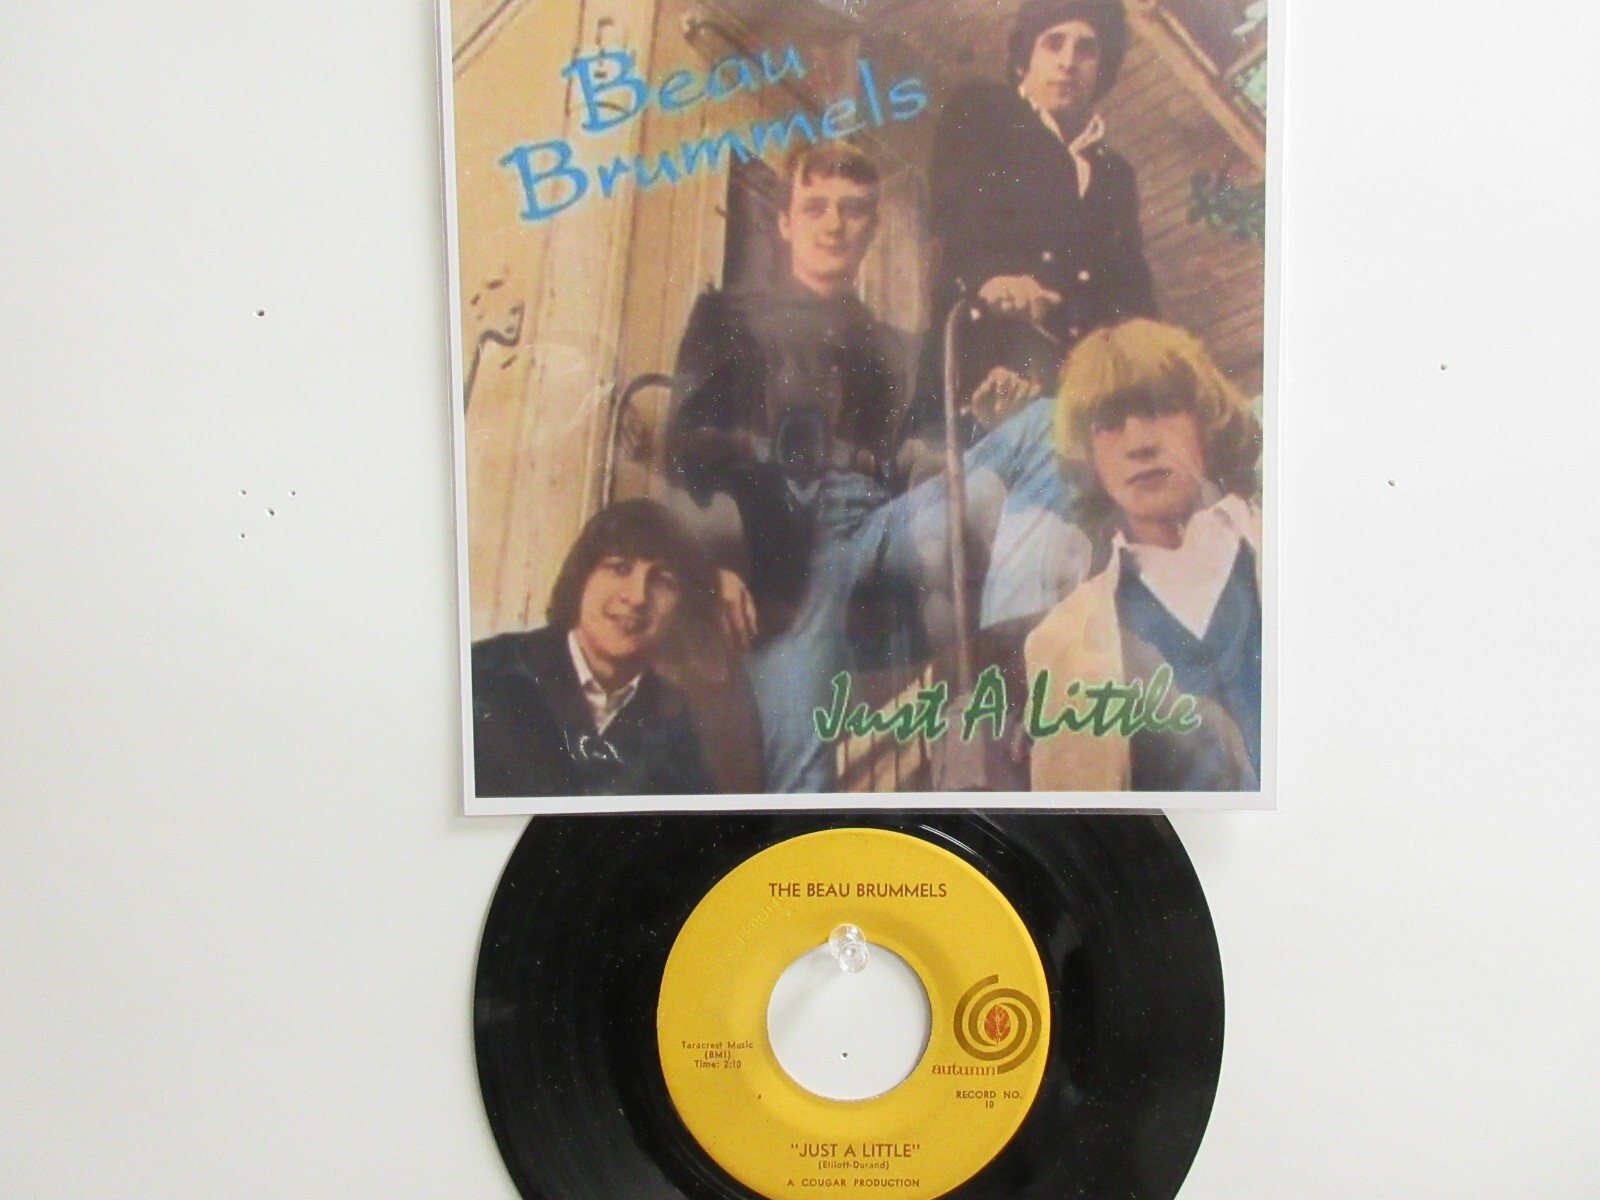 Beau
Brummels
Just A Little
THE BEAU BRUMMELS
Taracrest Music
(BMI)
Time: 2:10
autumn
RECORD NO.
10
"JUST A LITTLE"
(Elliott-Durand)
A COUGAR PRODUCTION